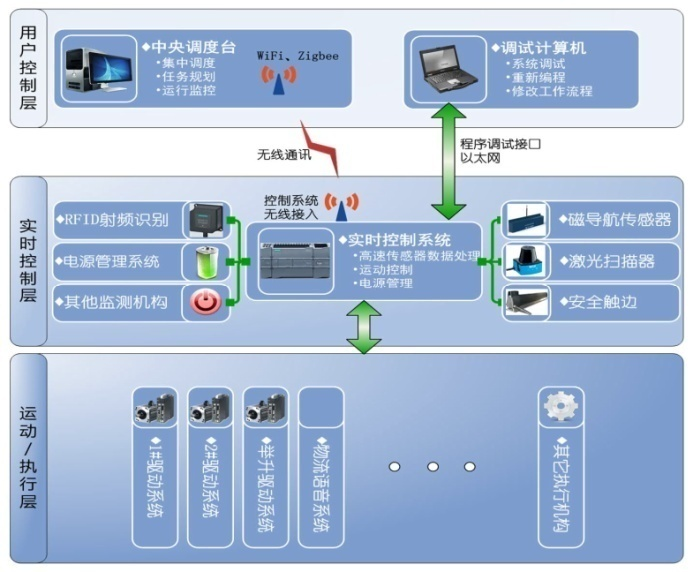 用户控制层
◆中央调度台
•集中调度
•任务规划
•运行监控
WiFi、Zigbee
◆调试计算机
•系统调试
•重新编程
•修改工作流程
无线通讯
程序调试接口
以太网
实时控制层
控制系统
无线接入
◆RFID射频识别
◆电源管理系统
◆其他监测机构
◆实时控制系统
•高速传感器数据处理
•运动控制
•电源管理
◆磁导航传感器
◆激光扫描器
◆安全触边
运动/执行层
◆1#驱动系统
◆2#驱动系统
◆举升驱动系统
◆物流语音系统
◆其它执行机构